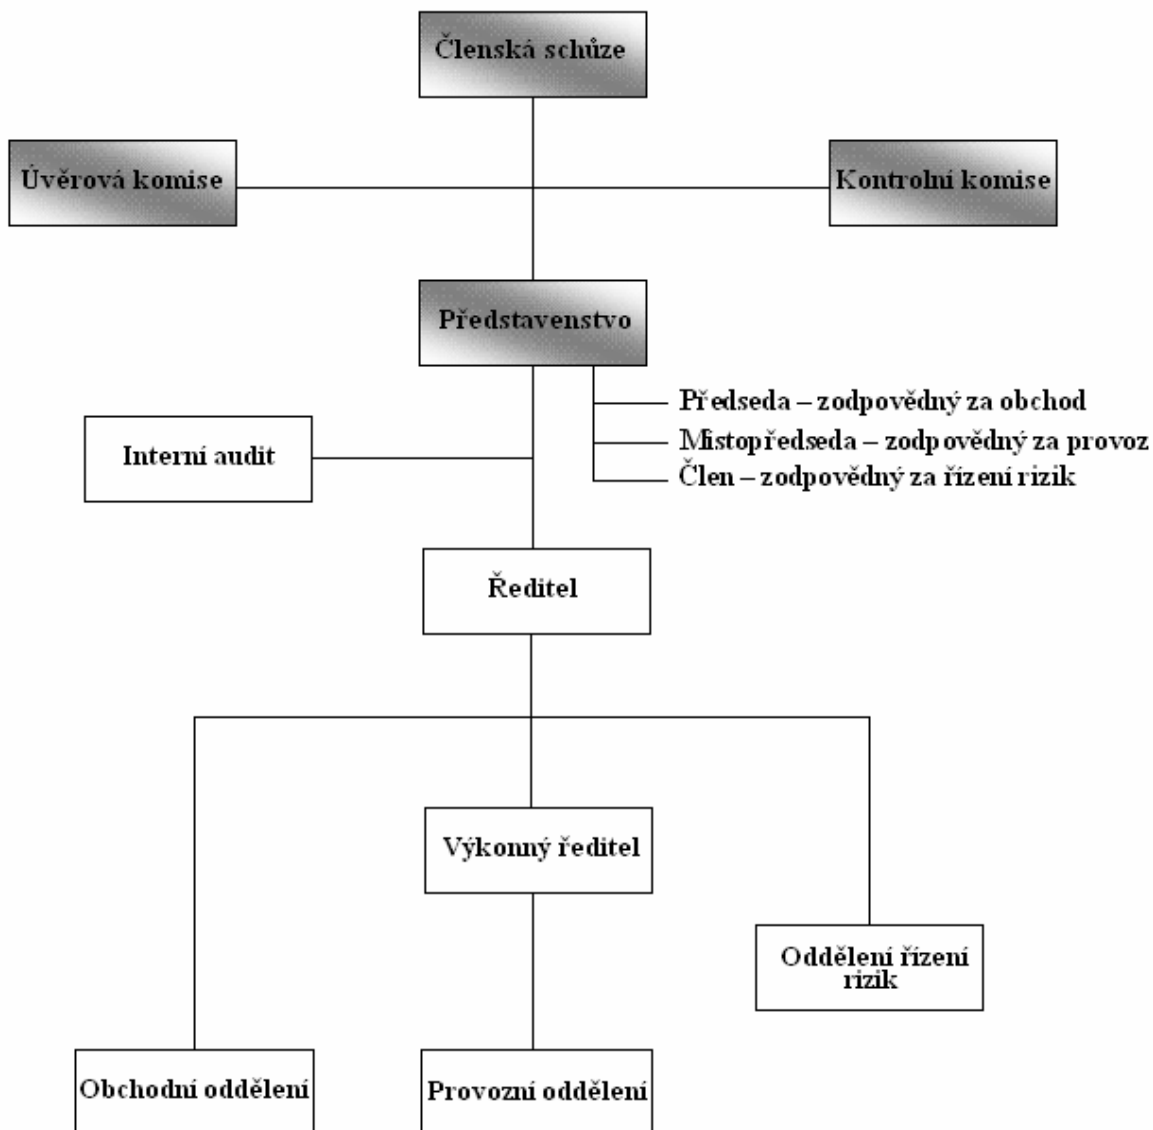 Členská schůze
Úvěrová komise
Kontrolní komise
Představenstvo
Předseda – zodpovědný za obchod
Místopředseda – zodpovědný za provoz
Člen – zodpovědný za řízení rizik
Interní audit
Ředitel
Výkonný ředitel
Oddělení řízení
rizik
Obchodní oddělení
Provozní oddělení